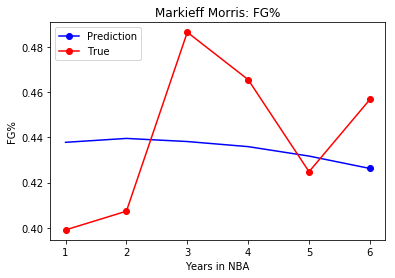 Markieff Morris: FG%
Prediction
True
FG%
0.48
0.46
0.44
0.42
0.40
1 2 3 4 5 6
Years in NBA